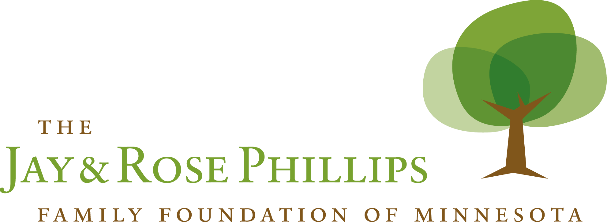 THE
JAY & ROSE PHILLIPS
FAMILY FOUNDATION OF MINNESOTA